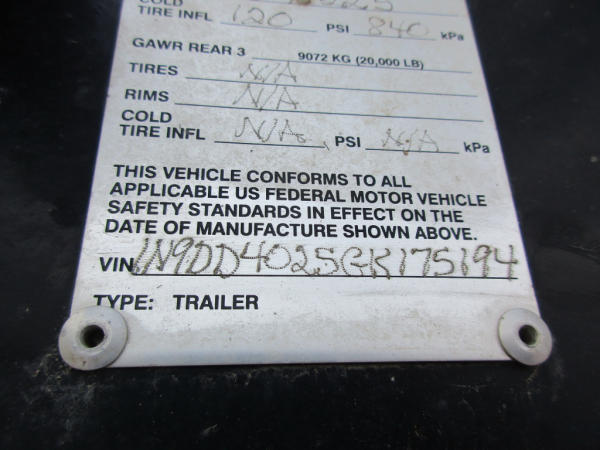 COLD
TIRE INFL 120 PSI 840 kPa
GAWR REAR 3 9072 KG (20,000 LB)
TIRES N/A
RIMS N/A
COLD
TIRE INFL N/A PSI N/A kPa
THIS VEHICLE CONFORMS TO ALL
APPLICABLE US FEDERAL MOTOR VEHICLE
SAFETY STANDARDS IN EFFECT ON THE
DATE OF MANUFACTURE SHOWN ABOVE.
VIN 1N9DD4025GK175194
TYPE: TRAILER